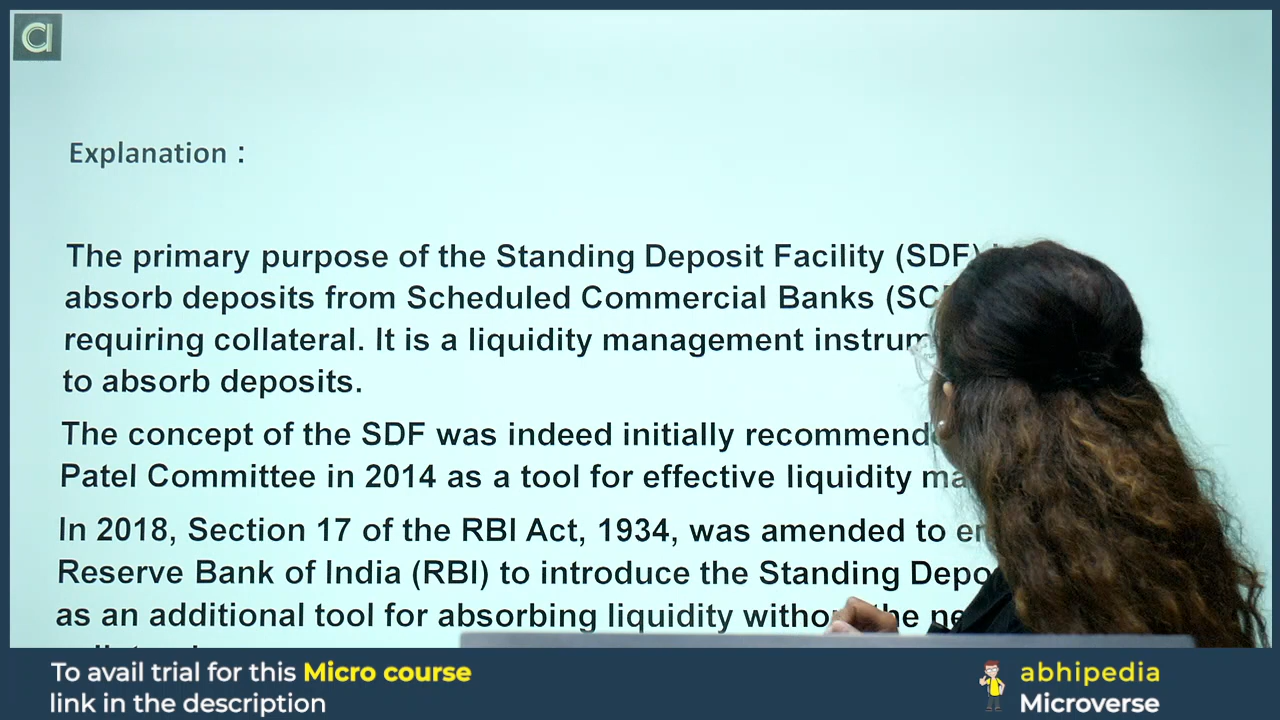 Explanation :
The primary purpose of the Standing Deposit Facility (SDF)
absorb deposits from Scheduled Commercial Banks
requiring collateral. It is a liquidity management
to absorb deposits.
The concept of the SDF was indeed initially
Patel Committee in 2014 as a tool for effective liquidity
In 2018, Section 17 of the RBI Act, 1934, was amended to
Reserve Bank of India (RBI) to introduce the Standing
as an additional tool for absorbing liquidity
To avail trial for this Micro course
link in the description
abhipedia
Microverse